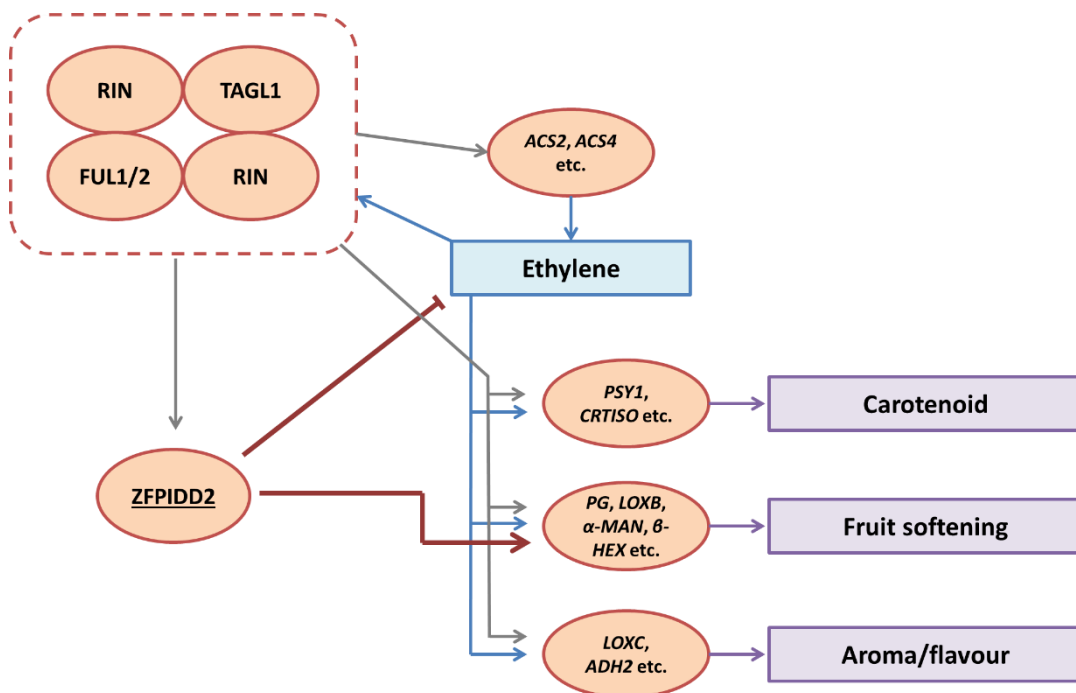 RIN
TAGL1
FUL1/2
RIN
ACS2, ACS4
etc.
Ethylene
PSY1,
CRTISO etc.
Carotenoid
ZFPIDD2
PG, LOXB,
α-MAN, β-
HEX etc.
Fruit softening
LOXC,
ADH2 etc.
Aroma/flavour